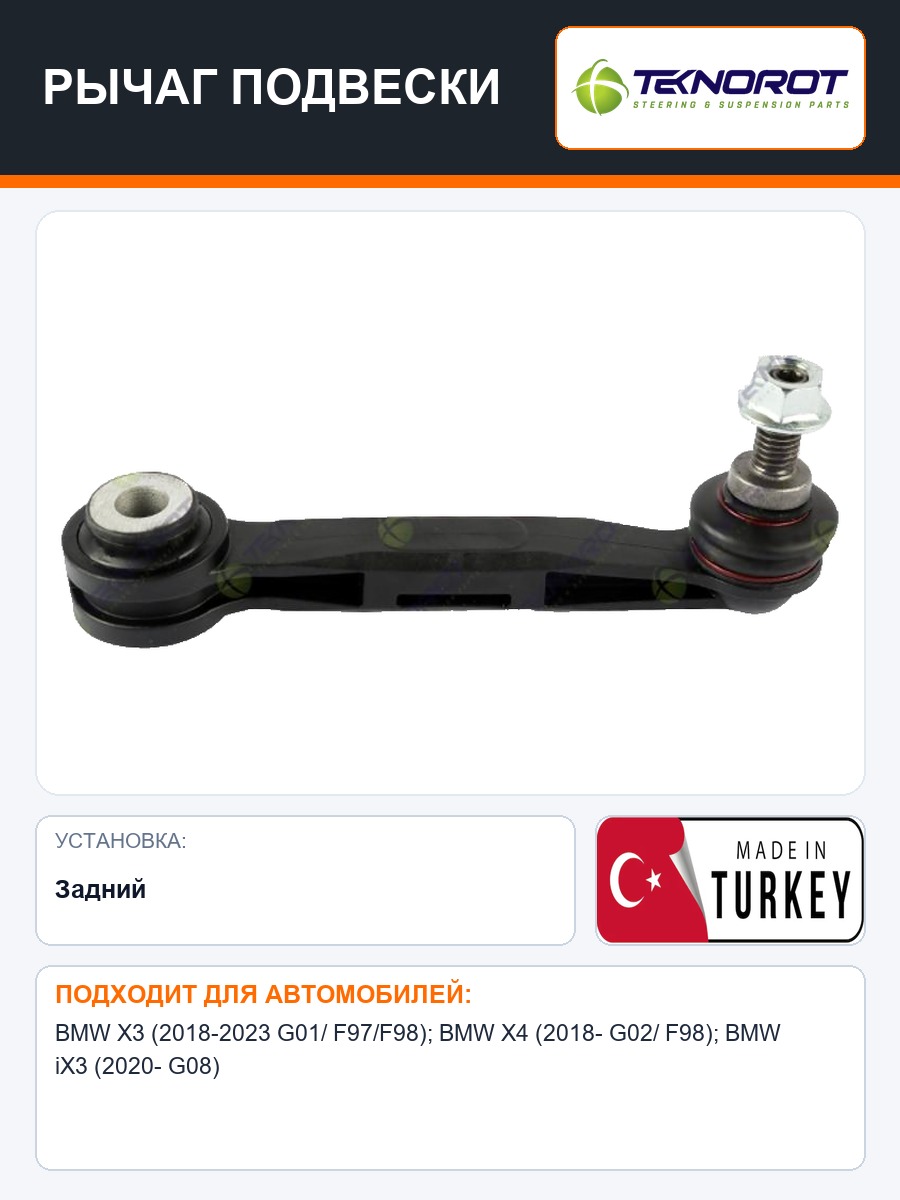 РЫЧАГ ПОДВЕСКИ
TEKNOROT
STEERING & SUSPENSION PARTS
УСТАНОВКА:
Задний
MADE IN
TURKEY
ПОДХОДИТ ДЛЯ АВТОМОБИЛЕЙ:
BMW X3 (2018-2023 G01/ F97/F98); BMW X4 (2018- G02/ F98); BMW
iX3 (2020- G08)